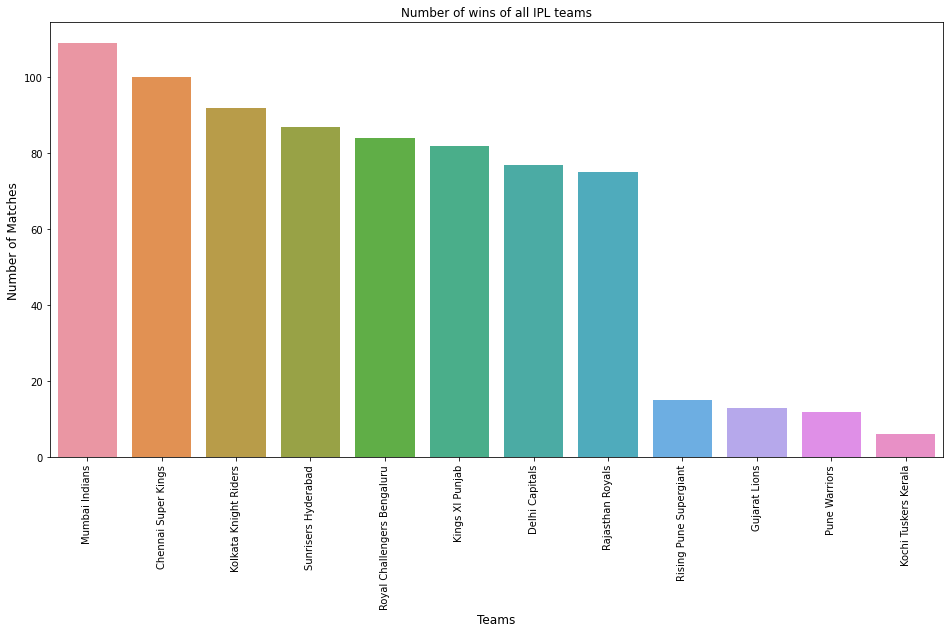 Number of wins of all IPL teams
Number of Matches
100
80
60
40
20
0
Mumbai Indians
Chennai Super Kings
Kolkata Knight Riders
Sunrisers Hyderabad
Royal Challengers Bengaluru
Kings XI Punjab
Delhi Capitals
Rajasthan Royals
Rising Pune Supergiant
Gujarat Lions
Pune Warriors
Kochi Tuskers Kerala
Teams